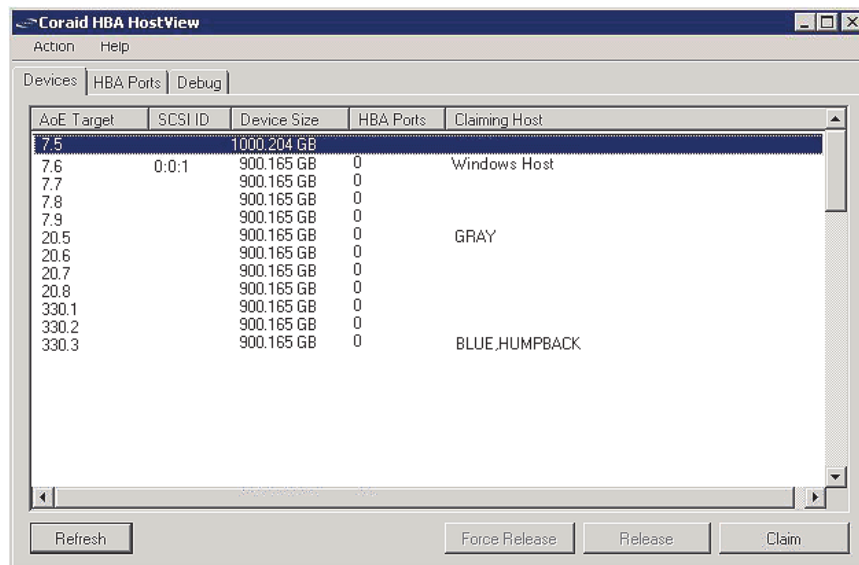 Coraid HBA HostView
Action Help
Devices HBA Ports Debug
AoE Target SCSI ID Device Size HBA Ports Claiming Host
7.5 1000.204 GB
7.6 0:0:1 900.165 GB 0 Windows Host
7.7 900.165 GB 0
7.8 900.165 GB 0
7.9 900.165 GB 0
20.5 900.165 GB 0 GRAY
20.6 900.165 GB 0
20.7 900.165 GB 0
20.8 900.165 GB 0
330.1 900.165 GB 0
330.2 900.165 GB 0
330.3 900.165 GB 0 BLUE,HUMPBACK
Refresh Force Release Release Claim